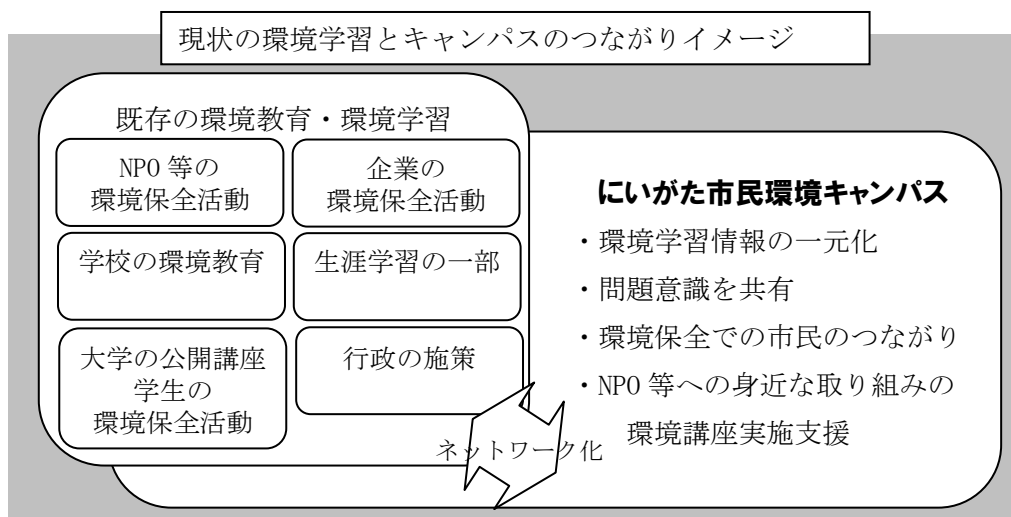 現状の環境学習とキャンパスのつながりイメージ
既存の環境教育・環境学習
NPO 等の
環境保全活動
企業の
環境保全活動
学校の環境教育
生涯学習の一部
大学の公開講座
学生の
環境保全活動
行政の施策
ネットワーク化
にいがた市民環境キャンパス
・環境学習情報の一元化
・問題意識を共有
・環境保全での市民のつながり
・NPO 等への身近な取り組みの
環境講座実施支援